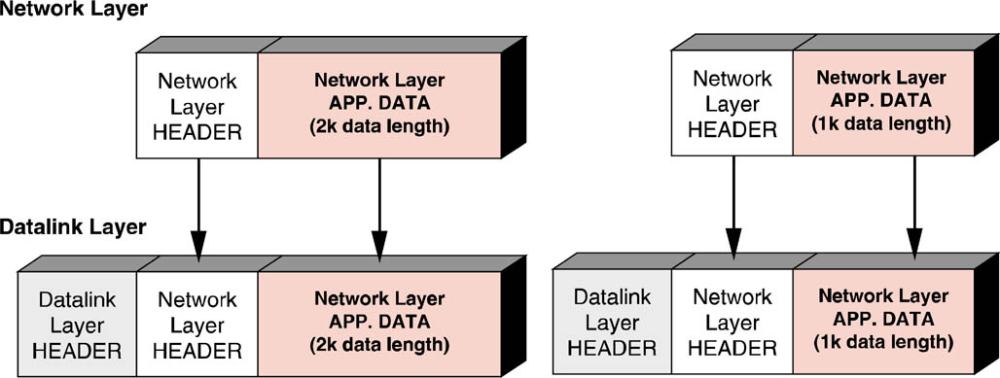 Network Layer
Network
Layer
HEADER
Network Layer
APP. DATA
(2k data length)
Network
Layer
HEADER
Network Layer
APP. DATA
(1k data length)
Datalink Layer
Datalink
Layer
HEADER
Network
Layer
HEADER
Network Layer
APP. DATA
(2k data length)
Datalink
Layer
HEADER
Network
Layer
HEADER
Network Layer
APP. DATA
(1k data length)